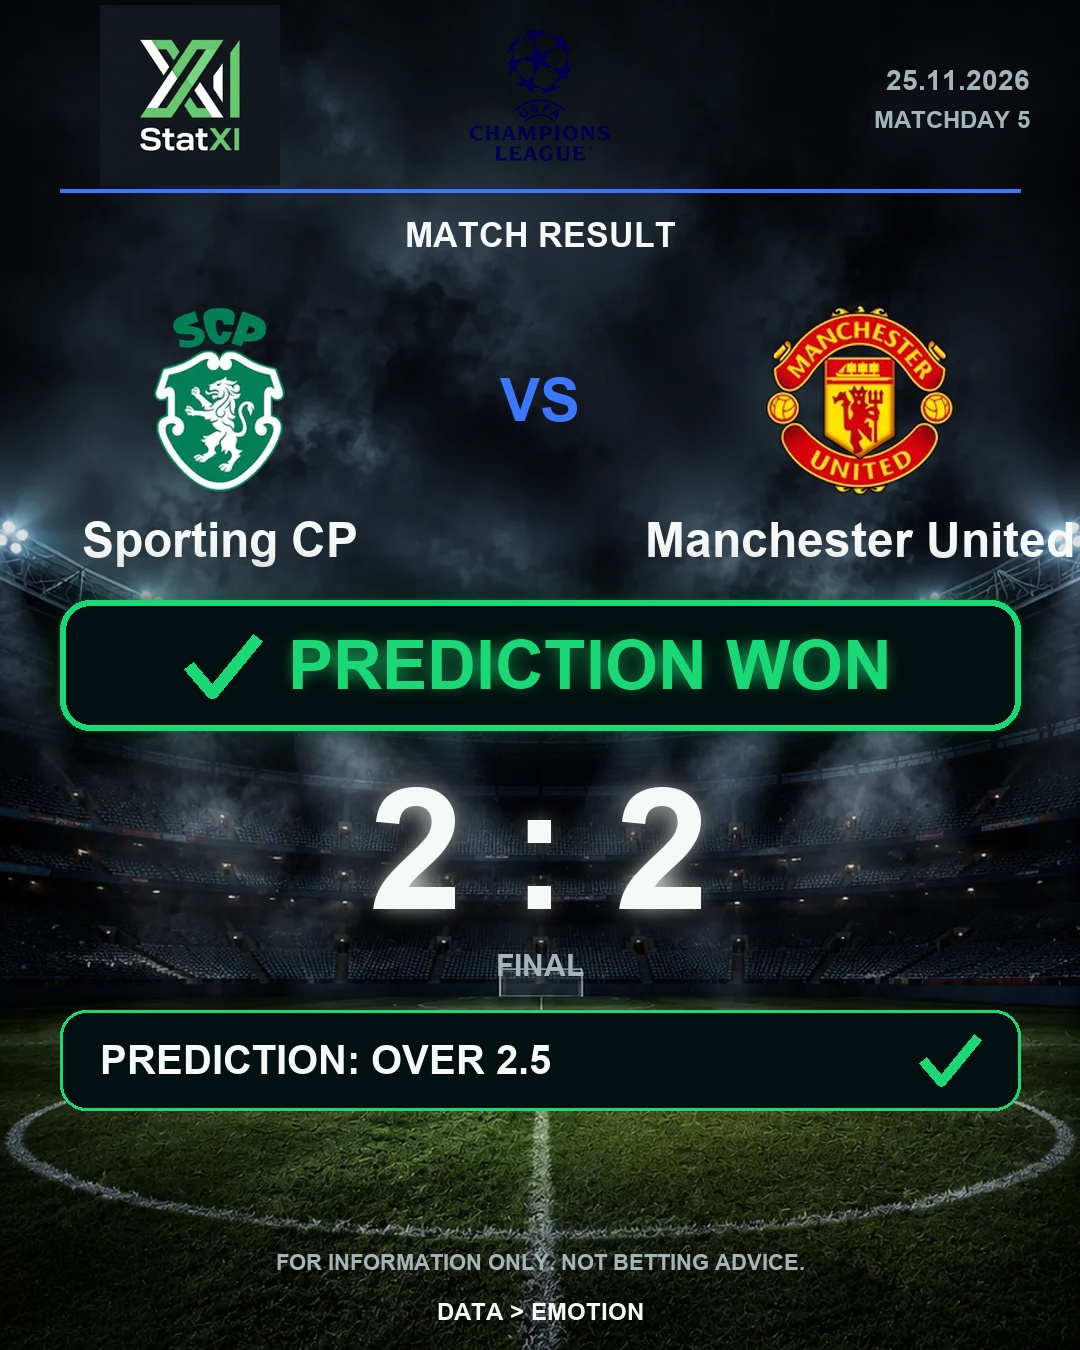 StatXI
UEFA
CHAMPIONS
LEAGUE
25.11.2026
MATCHDAY 5
MATCH RESULT
SCP
VS
MANCHESTER
UNITED
Sporting CP
Manchester United
PREDICTION WON
2 : 2
FINAL
PREDICTION: OVER 2.5
FOR INFORMATION ONLY. NOT BETTING ADVICE.
DATA > EMOTION